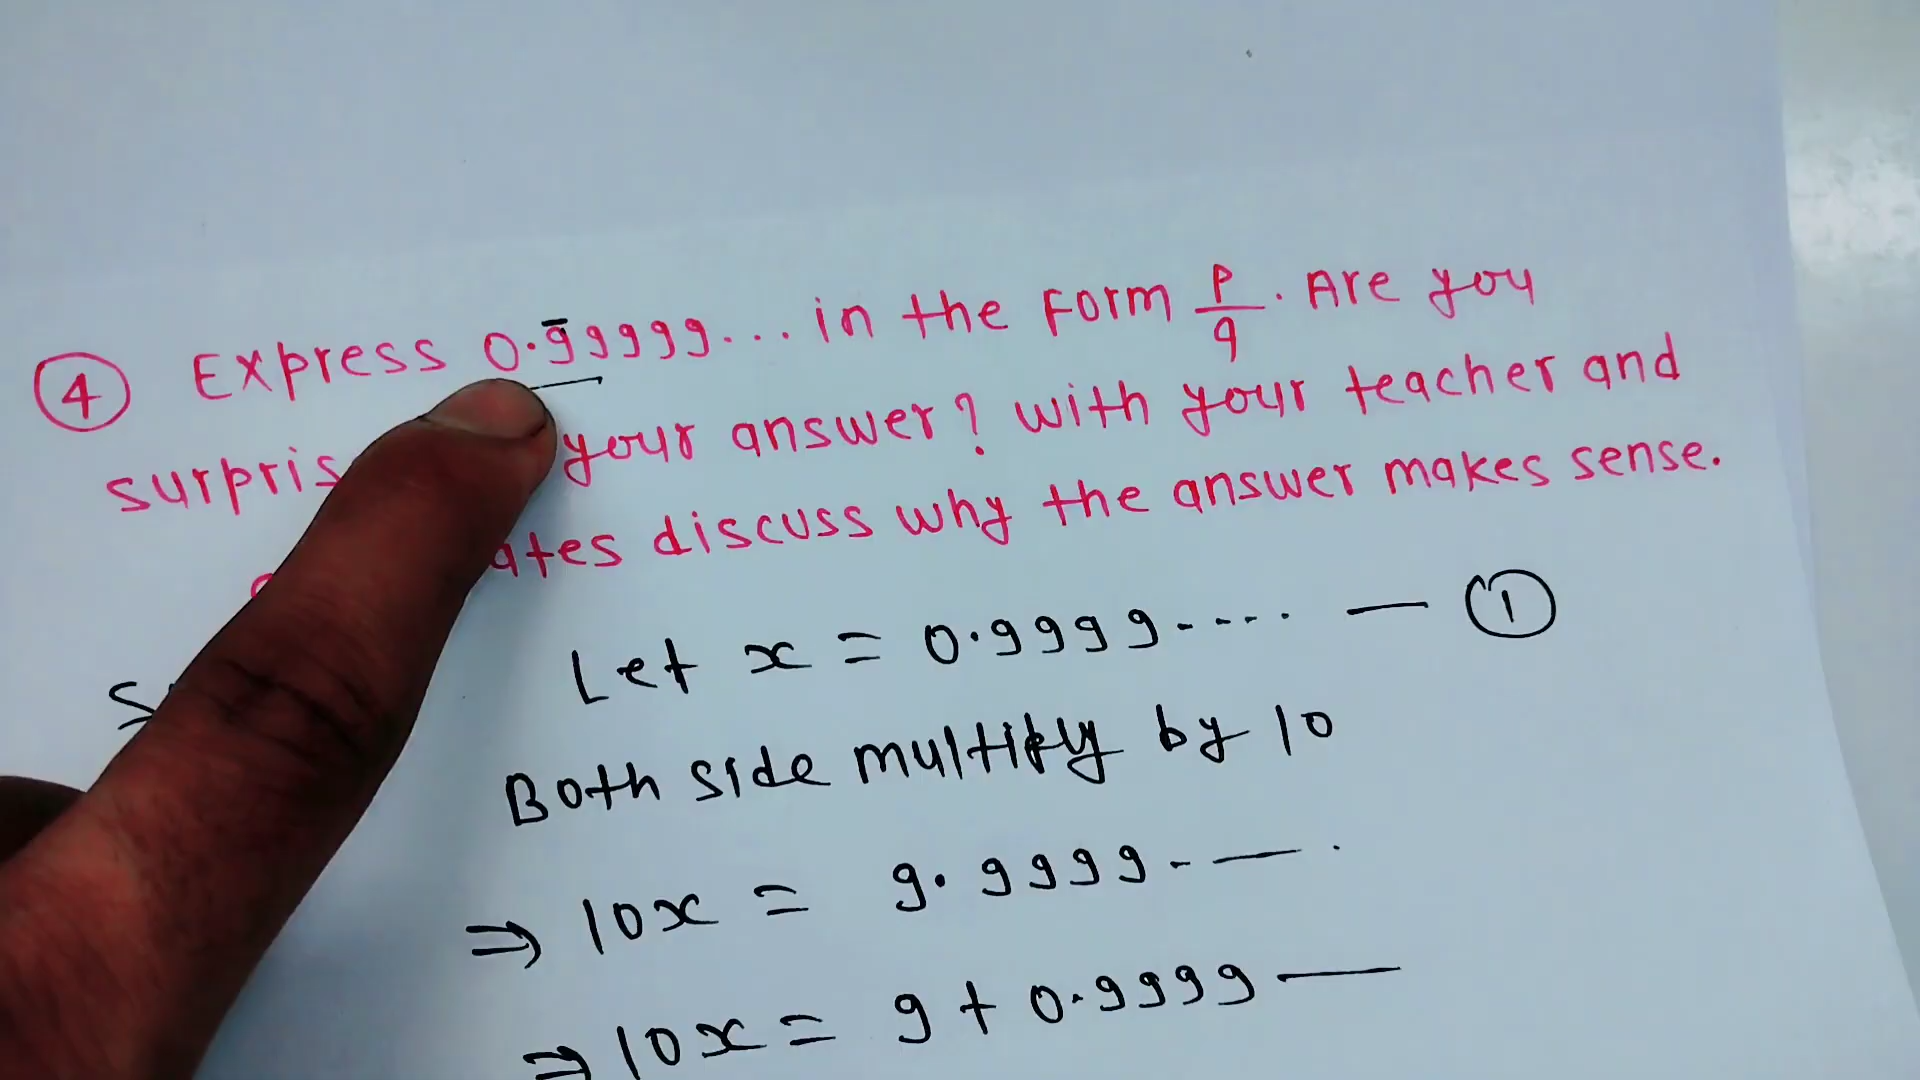 ④ Express 0.9̄9999... in the form p/q. Are you
surpris your answer? with your teacher and
ates discuss why the answer makes sense.
Let x = 0.9999---- — ①
Both side multiply by 10
⇒ 10x = 9.9999-—.
⇒ 10x = 9 + 0.9999—